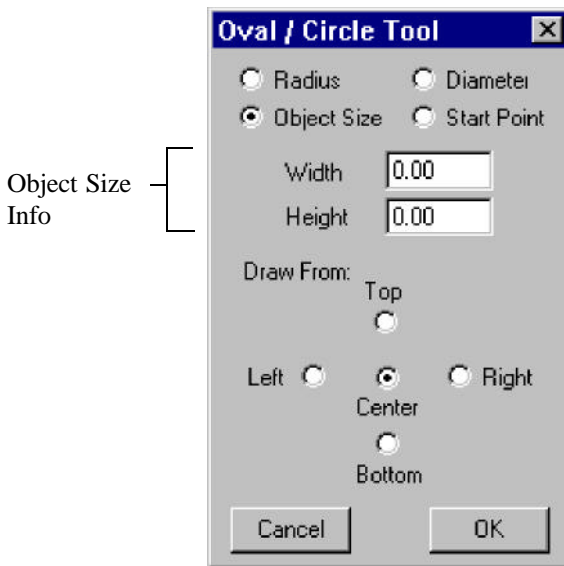 Oval / Circle Tool
Radius
Diameter
Object Size
Start Point
Object Size
Info
Width
0.00
Height
0.00
Draw From:
Top
Left
Right
Center
Bottom
Cancel
OK